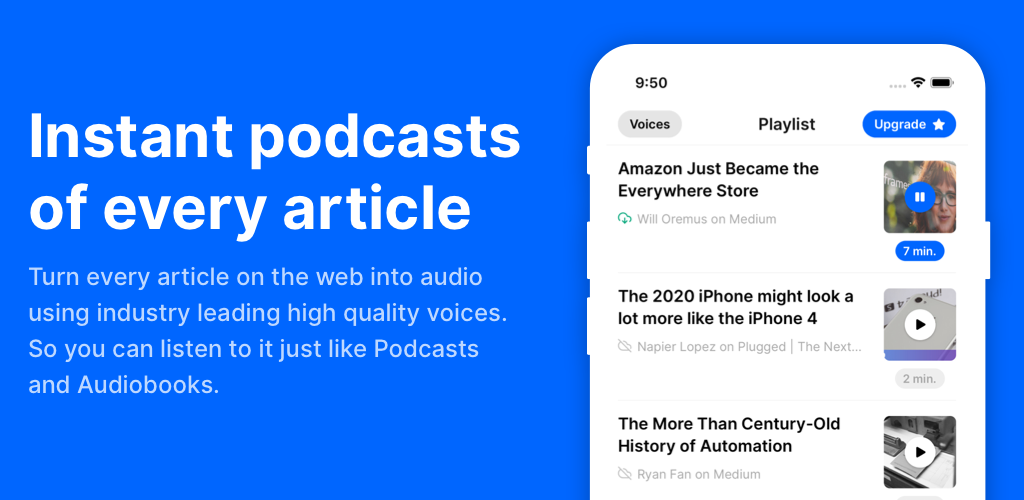 Instant podcasts
of every article
Turn every article on the web into audio
using industry leading high quality voices.
So you can listen to it just like Podcasts
and Audiobooks.
9:50
Voices
Playlist
Upgrade
Amazon Just Became the
Everywhere Store
Will Oremus on Medium
frame
7 min.
The 2020 iPhone might look a
lot more like the iPhone 4
Napier Lopez on Plugged | The Next...
2 min.
The More Than Century-Old
History of Automation
Ryan Fan on Medium